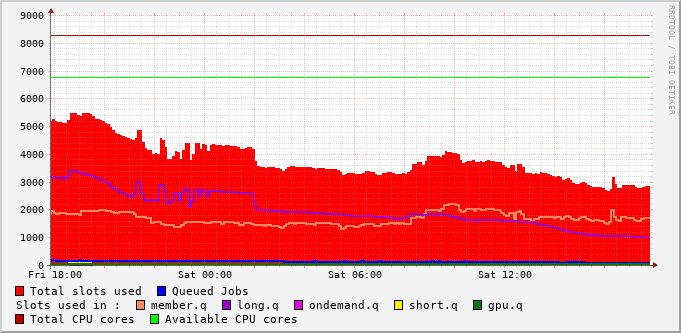 RRDTOOL / TOBI OETIKER
9000
8000
7000
6000
5000
4000
3000
2000
1000
0
Fri 18:00 Sat 00:00 Sat 06:00 Sat 12:00
Total slots used Queued Jobs
Slots used in : member.q long.q ondemand.q short.q gpu.q
Total CPU cores Available CPU cores